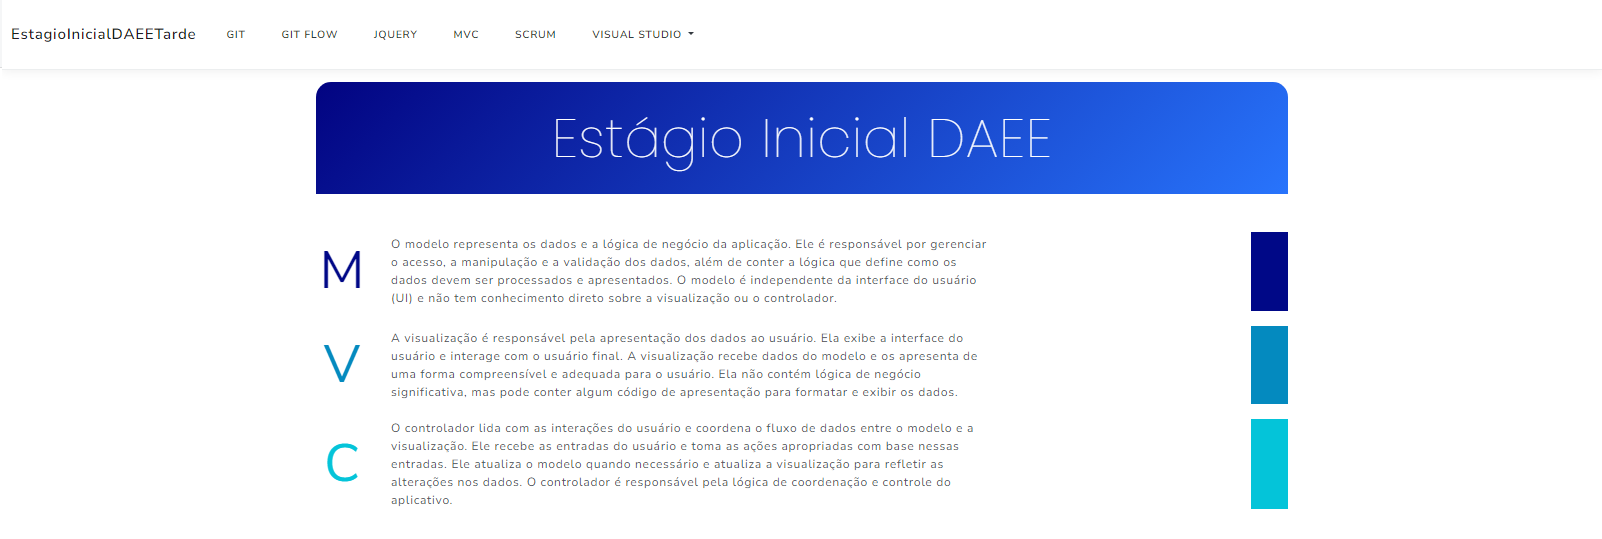 EstagioInicialDAEETarde GIT GIT FLOW JQUERY MVC SCRUM VISUAL STUDIO
Estágio Inicial DAEE
M
O modelo representa os dados e a lógica de negócio da aplicação. Ele é responsável por gerenciar
o acesso, a manipulação e a validação dos dados, além de conter a lógica que define como os
dados devem ser processados e apresentados. O modelo é independente da interface do usuário
(UI) e não tem conhecimento direto sobre a visualização ou o controlador.
V
A visualização é responsável pela apresentação dos dados ao usuário. Ela exibe a interface do
usuário e interage com o usuário final. A visualização recebe dados do modelo e os apresenta de
uma forma compreensível e adequada para o usuário. Ela não contém lógica de negócio
significativa, mas pode conter algum código de apresentação para formatar e exibir os dados.
C
O controlador lida com as interações do usuário e coordena o fluxo de dados entre o modelo e a
visualização. Ele recebe as entradas do usuário e toma as ações apropriadas com base nessas
entradas. Ele atualiza o modelo quando necessário e atualiza a visualização para refletir as
alterações nos dados. O controlador é responsável pela lógica de coordenação e controle do
aplicativo.